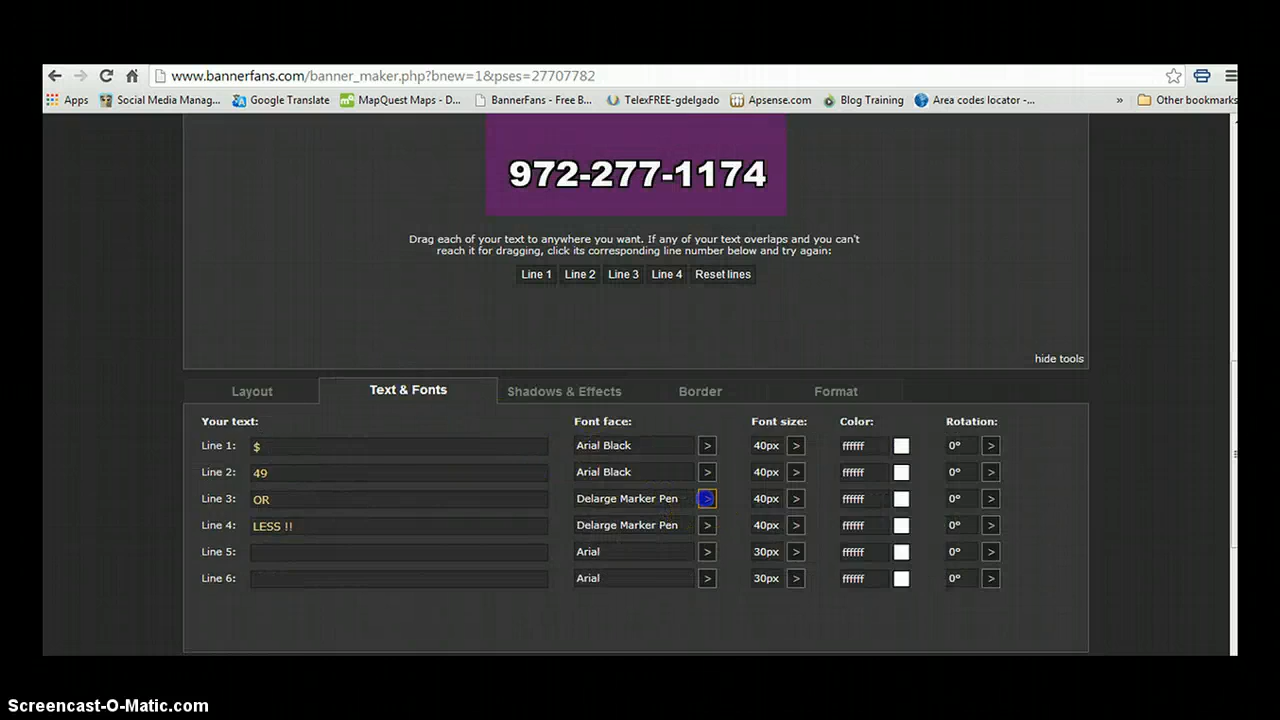 www.bannerfans.com/banner_maker.php?bnew=1&pses=27707782
Apps Social Media Manag... Google Translate MapQuest Maps - D... BannerFans - Free B... TelexFREE-gdelgado Apsense.com Blog Training Area codes locator -... » Other bookmarks
972-277-1174
Drag each of your text to anywhere you want. If any of your text overlaps and you can't
reach it for dragging, click its corresponding line number below and try again:
Line 1 Line 2 Line 3 Line 4 Reset lines
hide tools
Layout Text & Fonts Shadows & Effects Border Format
Your text: Font face: Font size: Color: Rotation:
Line 1: $ Arial Black > 40px > ffffff 0° >
Line 2: 49 Arial Black > 40px > ffffff 0° >
Line 3: OR Delarge Marker Pen > 40px > ffffff 0° >
Line 4: LESS !! Delarge Marker Pen > 40px > ffffff 0° >
Line 5: Arial > 30px > ffffff 0° >
Line 6: Arial > 30px > ffffff 0° >
Screencast-O-Matic.com